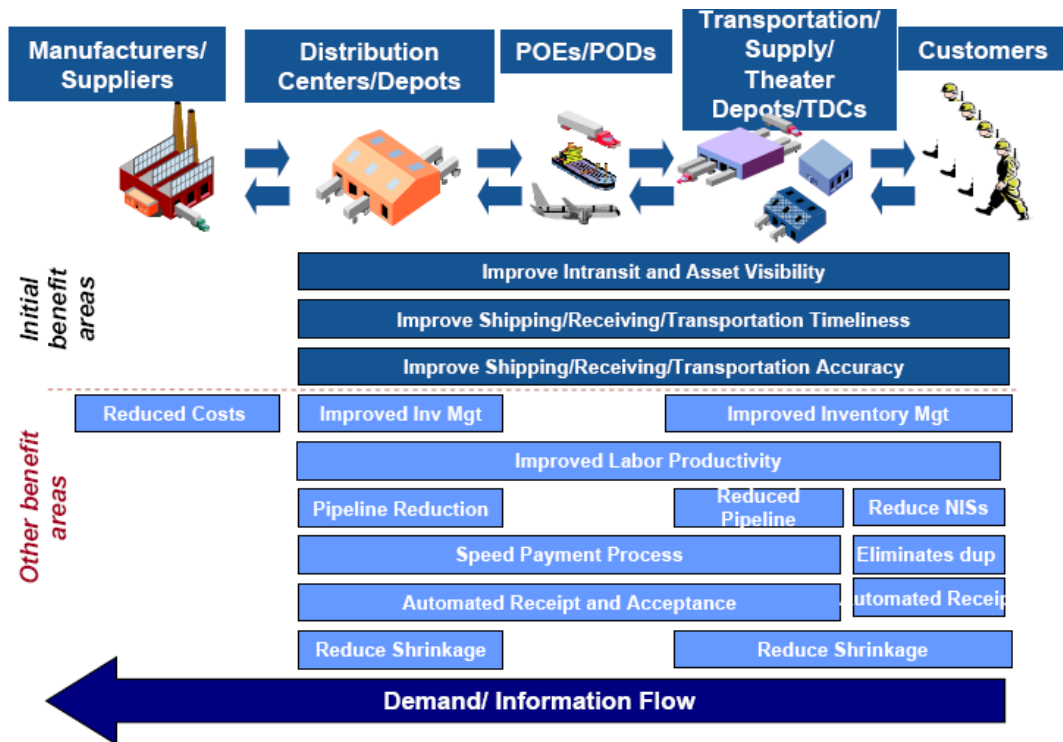 Manufacturers/
Suppliers
Distribution
Centers/Depots
POEs/PODs
Transportation/
Supply/
Theater
Depots/TDCs
Customers
Initial
benefit
areas
Improve Intransit and Asset Visibility
Improve Shipping/Receiving/Transportation Timeliness
Improve Shipping/Receiving/Transportation Accuracy
Other benefit
areas
Reduced Costs
Improved Inv Mgt
Improved Inventory Mgt
Improved Labor Productivity
Pipeline Reduction
Reduced
Pipeline
Reduce NISs
Speed Payment Process
Eliminates dup
Automated Receipt and Acceptance
Automated Receip
Reduce Shrinkage
Reduce Shrinkage
Demand/ Information Flow